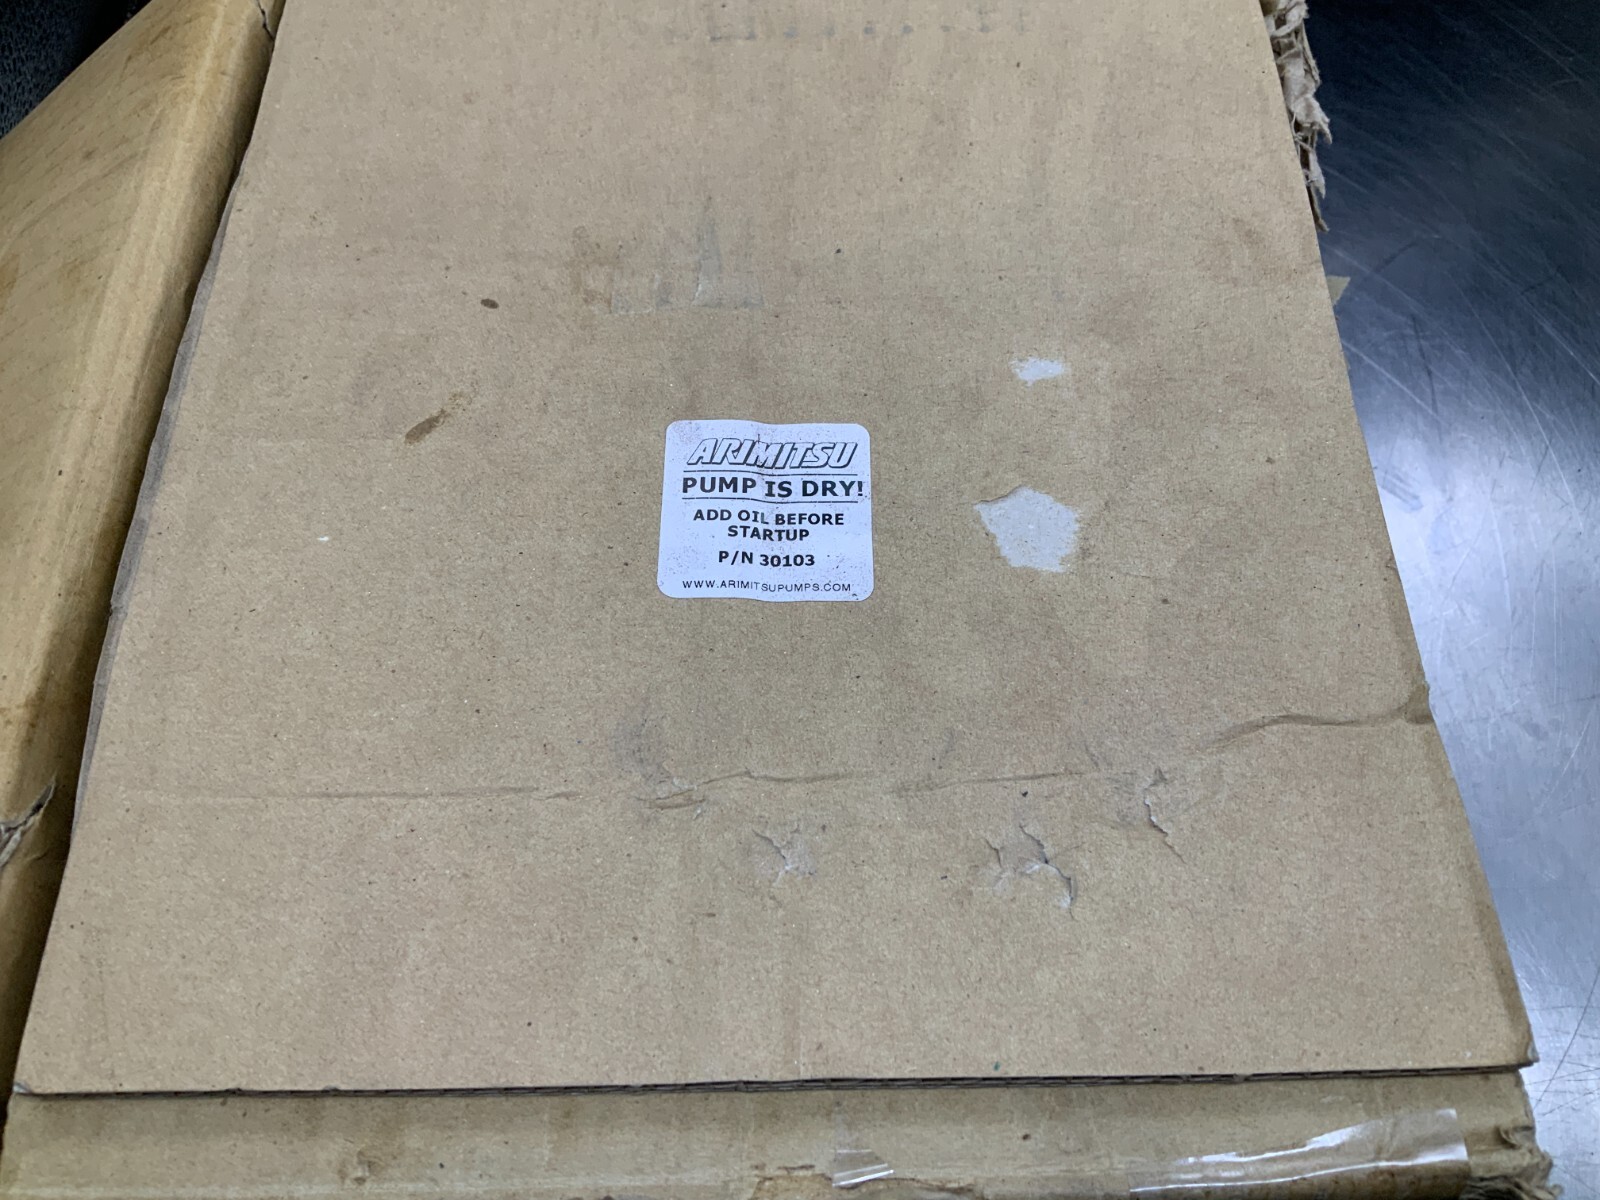 ARIMITSU
PUMP IS DRY!
ADD OIL BEFORE
STARTUP
P/N 30103
WWW.ARIMITSUPUMPS.COM